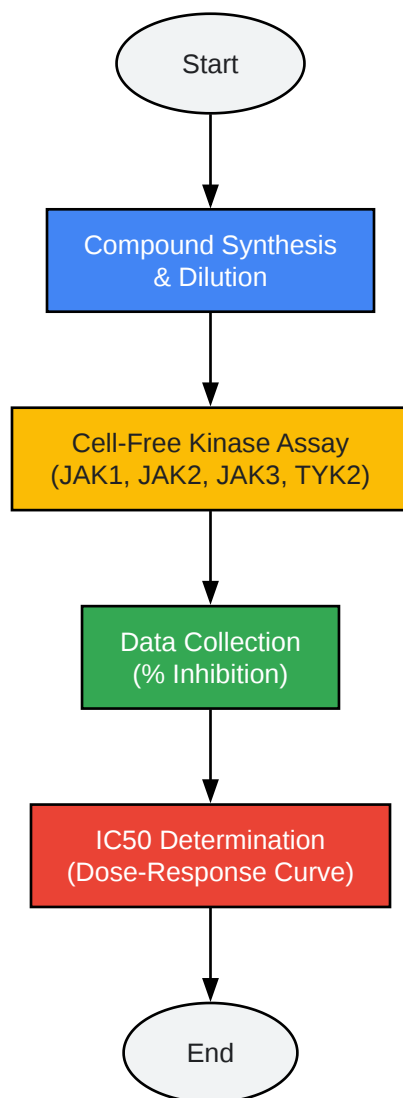 Start
Compound Synthesis
& Dilution
Cell-Free Kinase Assay
(JAK1, JAK2, JAK3, TYK2)
Data Collection
(% Inhibition)
IC50 Determination
(Dose-Response Curve)
End